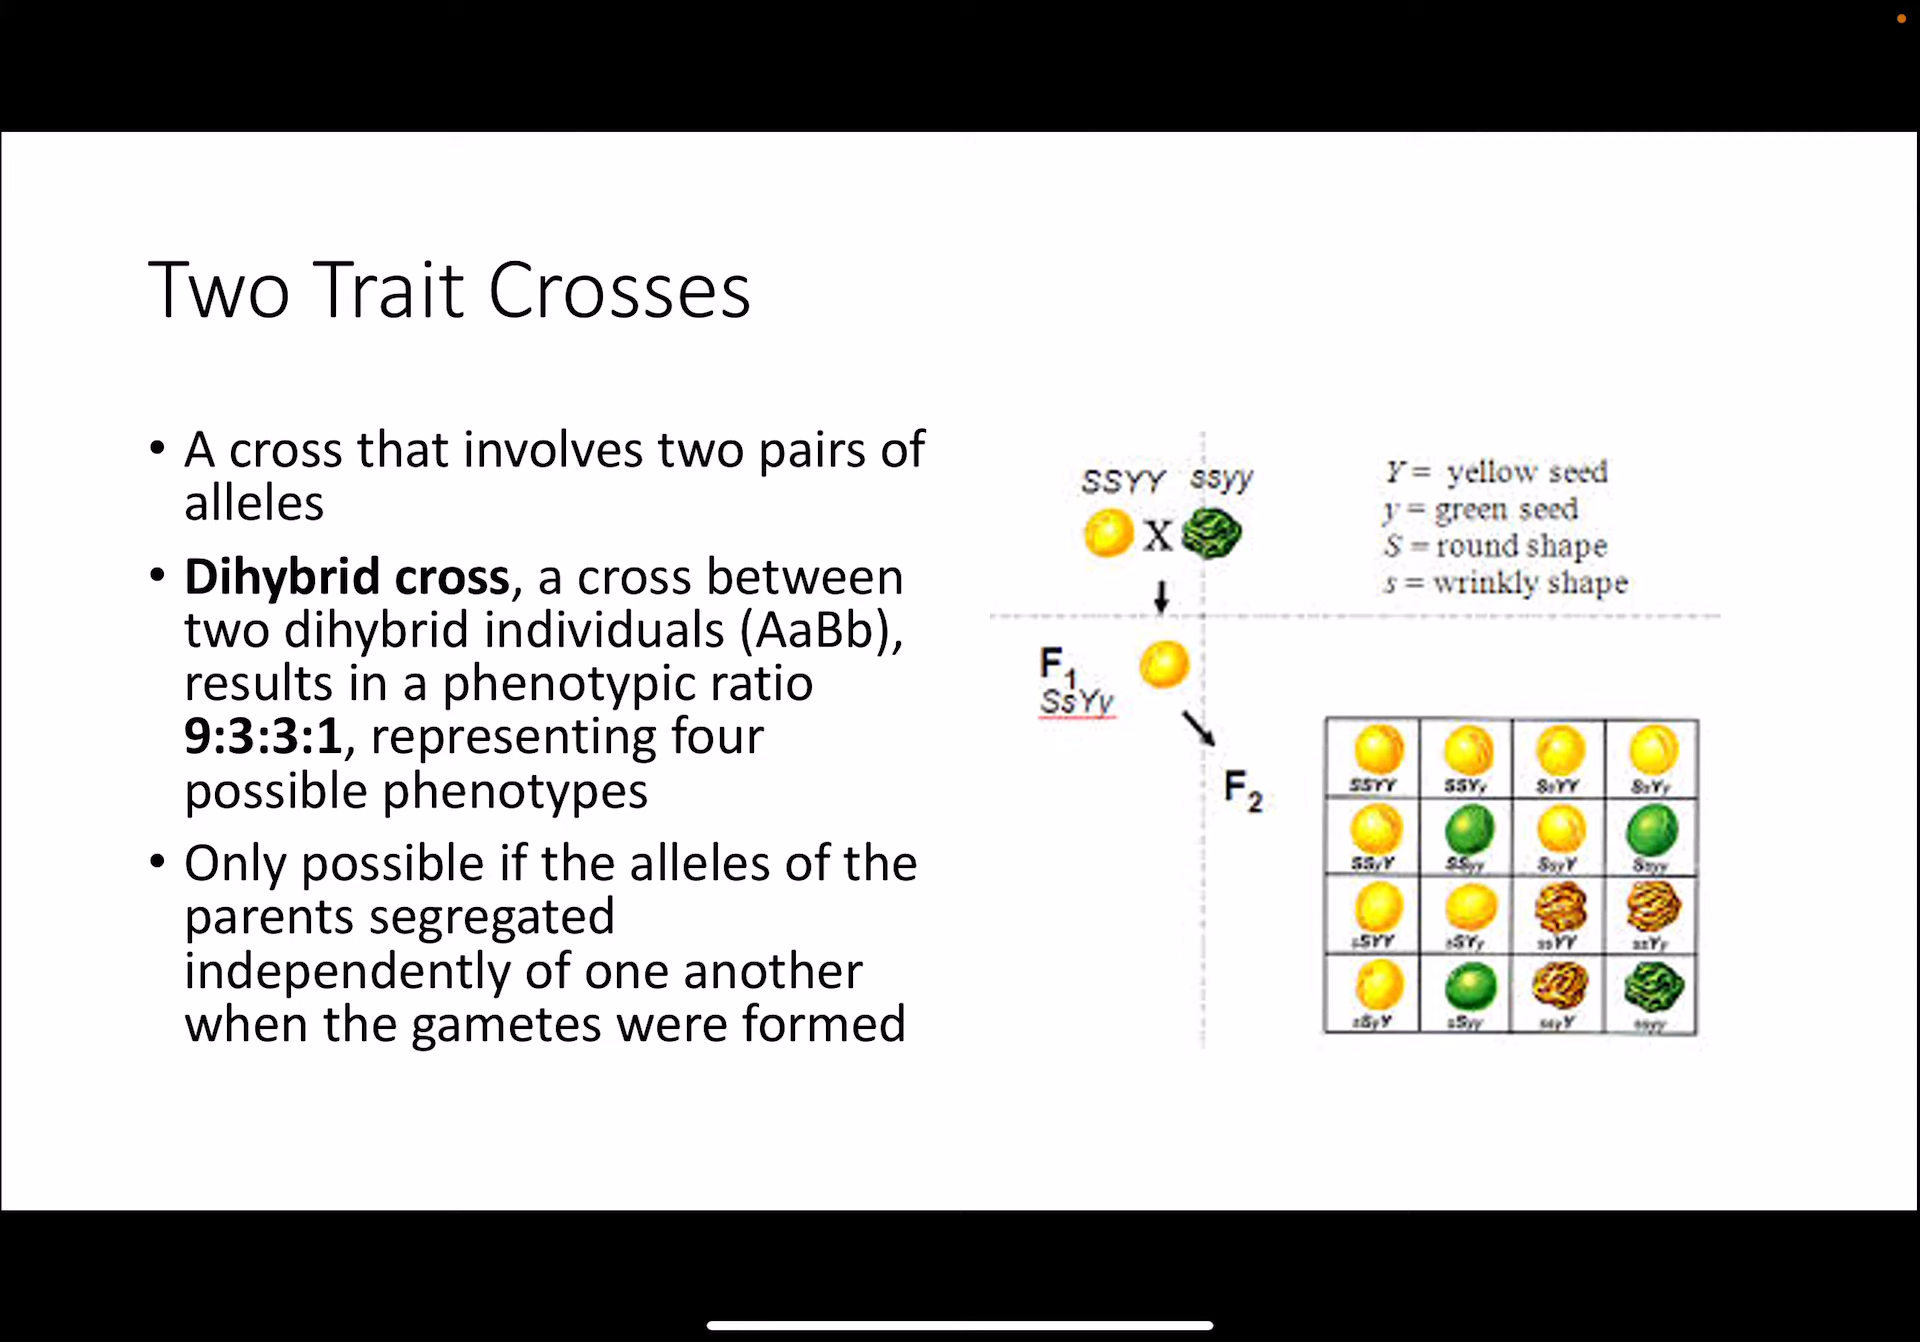 Two Trait Crosses
• A cross that involves two pairs of
alleles
• Dihybrid cross, a cross between
two dihybrid individuals (AaBb),
results in a phenotypic ratio
9:3:3:1, representing four
possible phenotypes
• Only possible if the alleles of the
parents segregated
independently of one another
when the gametes were formed
SSYY ssyy
X
Y = yellow seed
y = green seed
S = round shape
s = wrinkly shape
F1
SsYy
F2
SSYY SSYy SsYY SsYy
SSyY SSyy SsyY Ssyy
sSYY sSYy ssYY ssYy
sSyY sSyy ssyY ssyy